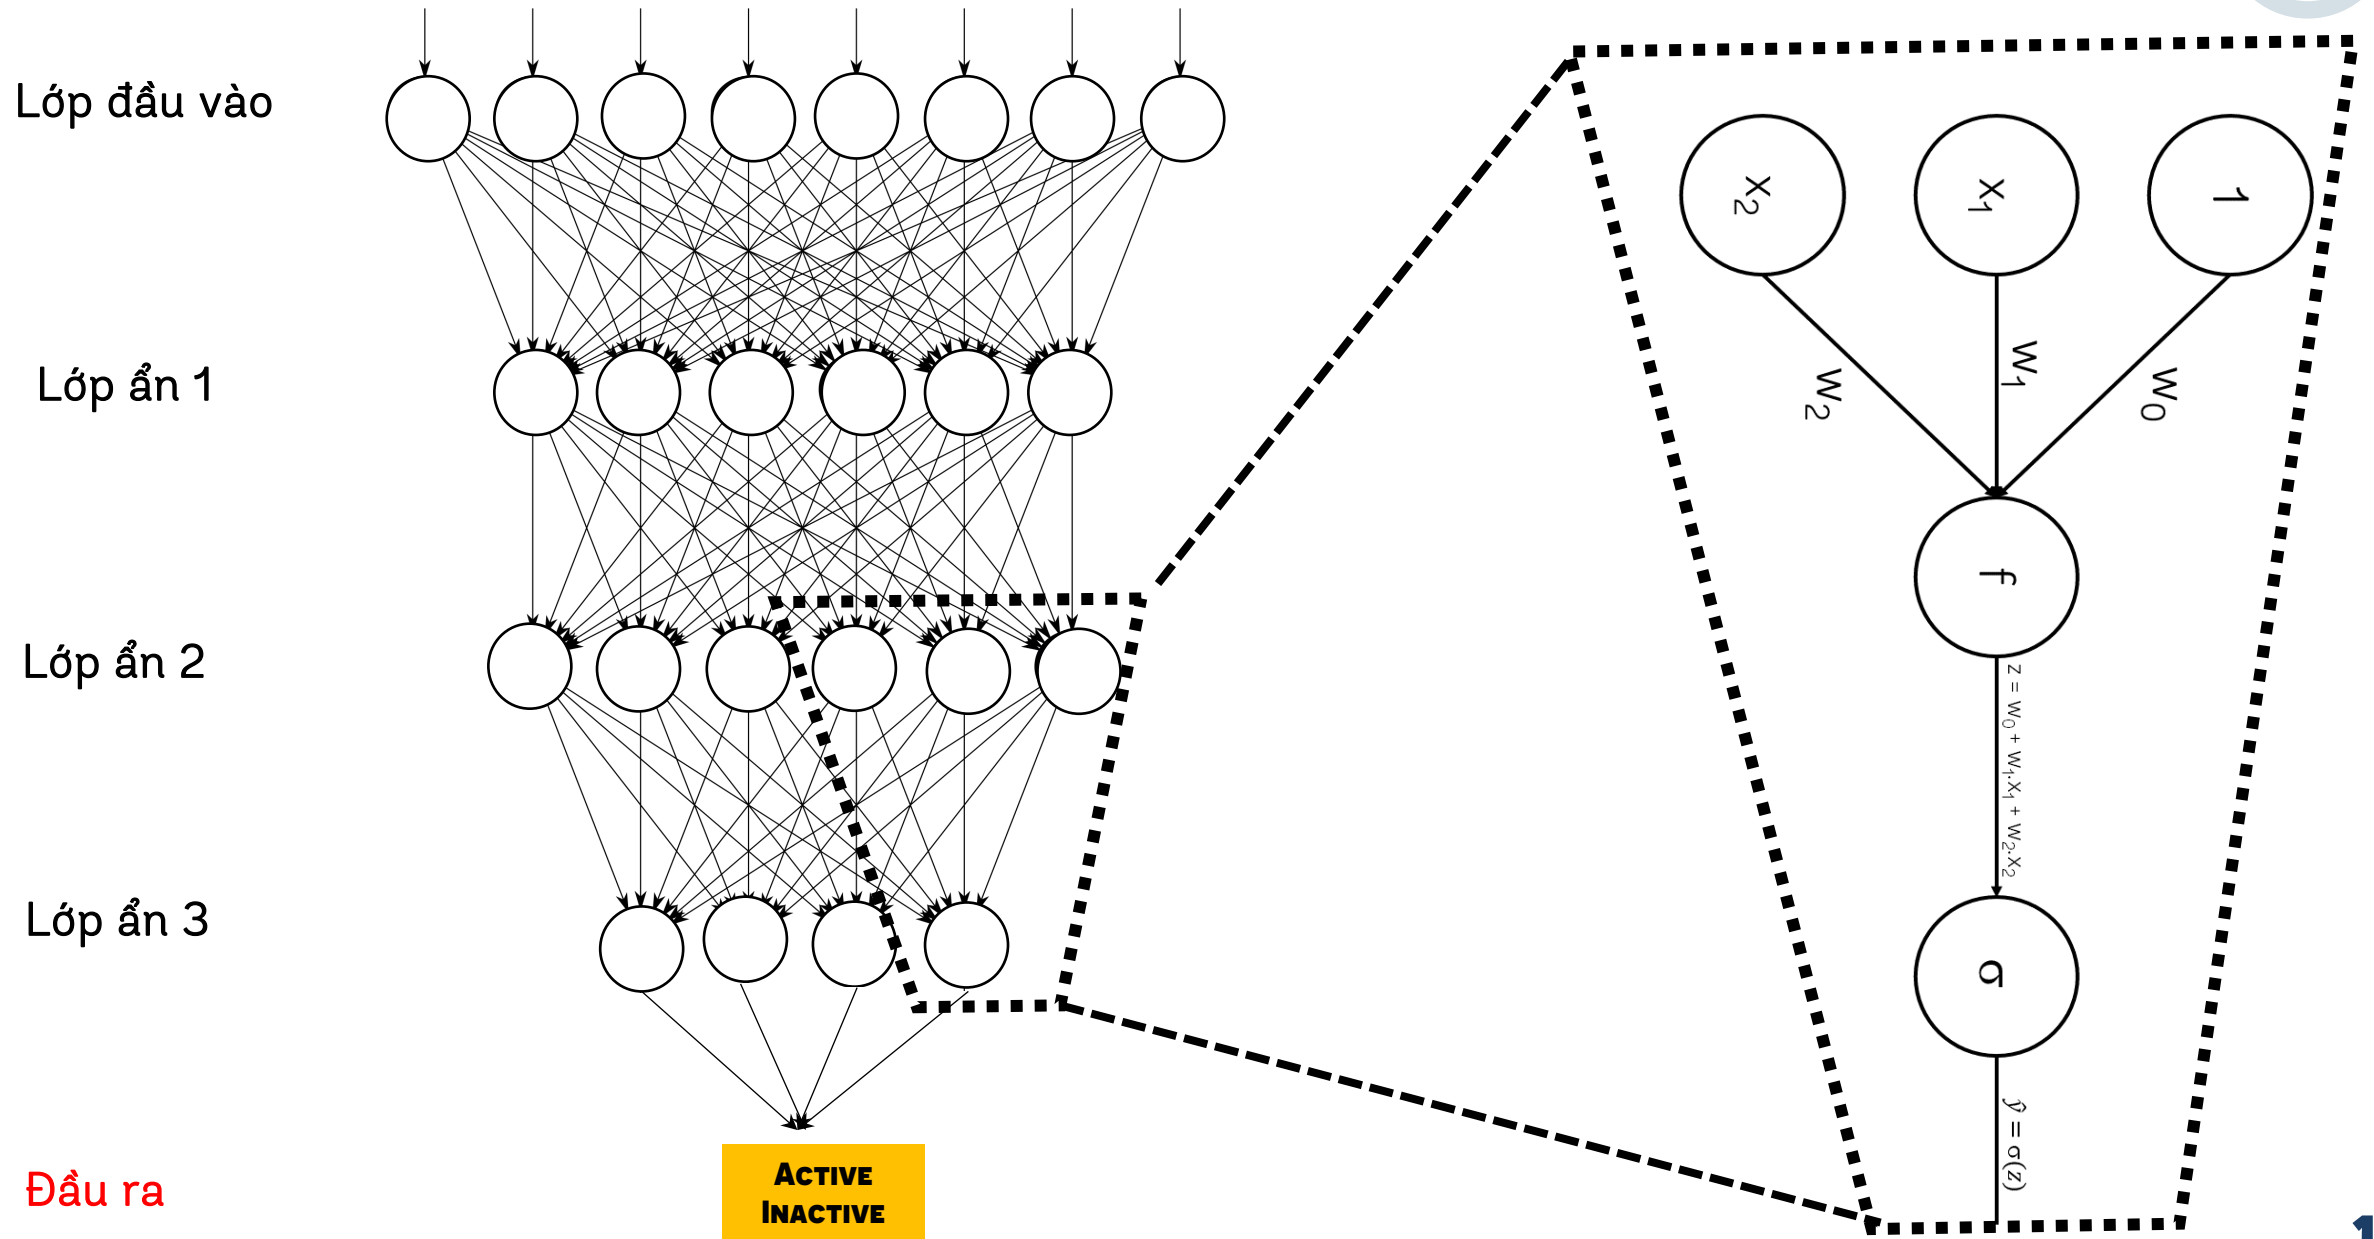 Lớp đầu vào
Lớp ẩn 1
Lớp ẩn 2
Lớp ẩn 3
Đầu ra
ACTIVE
INACTIVE
x₂
x₁
1
w₂
w₁
w₀
f
z = w₀ + w₁.x₁ + w₂.x₂
σ
ŷ = σ(z)